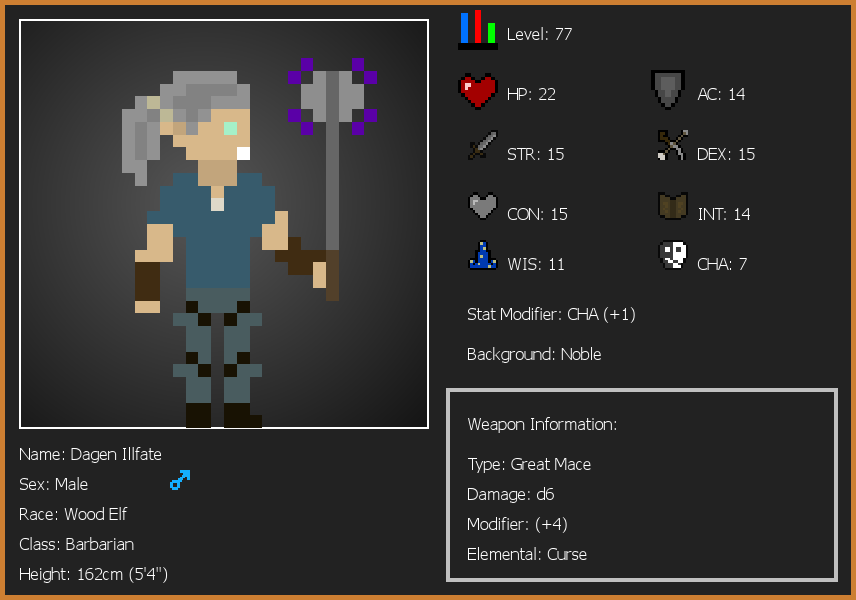 Level: 77
HP: 22
AC: 14
STR: 15
DEX: 15
CON: 15
INT: 14
WIS: 11
CHA: 7
Stat Modifier: CHA (+1)
Background: Noble
Weapon Information:
Type: Great Mace
Damage: d6
Modifier: (+4)
Elemental: Curse
Name: Dagen Illfate
Sex: Male
Race: Wood Elf
Class: Barbarian
Height: 162cm (5'4")